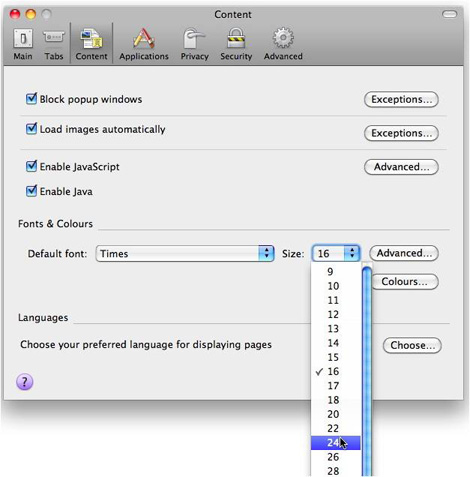 Content
Main Tabs Content Applications Privacy Security Advanced
Block popup windows Exceptions...
Load images automatically Exceptions...
Enable JavaScript Advanced...
Enable Java
Fonts & Colours
Default font: Times Size: 16 Advanced...
9
Colours...
10
11
12
Languages
13
Choose your preferred language for displaying pages Choose...
14
15
✓ 16
17
18
?
20
22
24
26
28